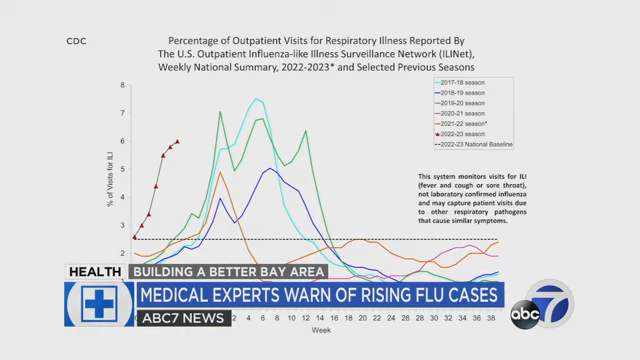 CDC
Percentage of Outpatient Visits for Respiratory Illness Reported By
The U.S. Outpatient Influenza-like Illness Surveillance Network (ILINet),
Weekly National Summary, 2022-2023* and Selected Previous Seasons
8
7
6
5
4
3
2
% of Visits for ILI
2017-18 season
2018-19 season
2019-20 season
2020-21 season
2021-22 season*
2022-23 season
2022-23 National Baseline
This system monitors visits for ILI
(fever and cough or sore throat),
not laboratory confirmed influenza
and may capture patient visits due
to other respiratory pathogens
that cause similar symptoms.
HEALTH
BUILDING A BETTER BAY AREA
MEDICAL EXPERTS WARN OF RISING FLU CASES
ABC7 NEWS
abc 7
2 4 6 8 10 12 14 16 18 20 22 24 26 28 30 32 34 36 38
Week